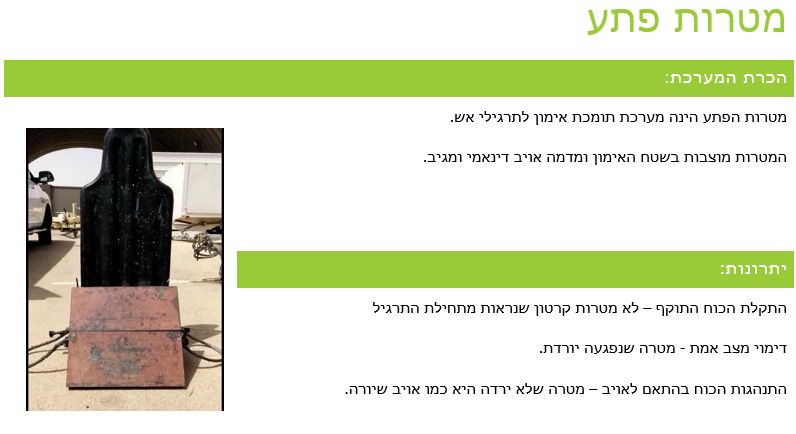 מטרות פתע
הכרת המערכת:
מטרות הפתע הינה מערכת תומכת אימון לתרגילי אש.
המטרות מוצבות בשטח האימון ומדמה אויב דינאמי ומגיב.
יתרונות:
התקלת הכוח התוקף – לא מטרות קרטון שנראות מתחילת התרגיל
דימוי מצב אמת - מטרה שנפגעה יורדת.
התנהגות הכוח בהתאם לאויב – מטרה שלא ירדה היא כמו אויב שיורה.